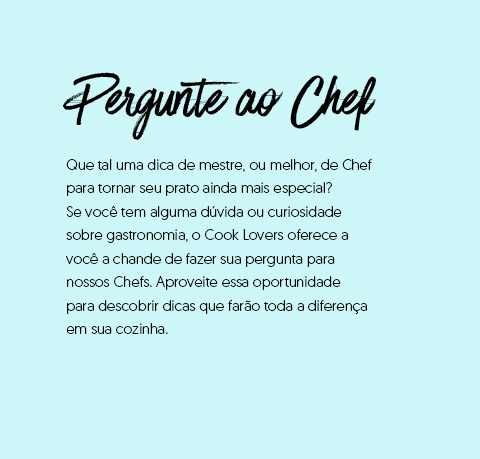 Pergunte ao Chef
Que tal uma dica de mestre, ou melhor, de Chef
para tornar seu prato ainda mais especial?
Se você tem alguma dúvida ou curiosidade
sobre gastronomia, o Cook Lovers oferece a
você a chande de fazer sua pergunta para
nossos Chefs. Aproveite essa oportunidade
para descobrir dicas que farão toda a diferença
em sua cozinha.